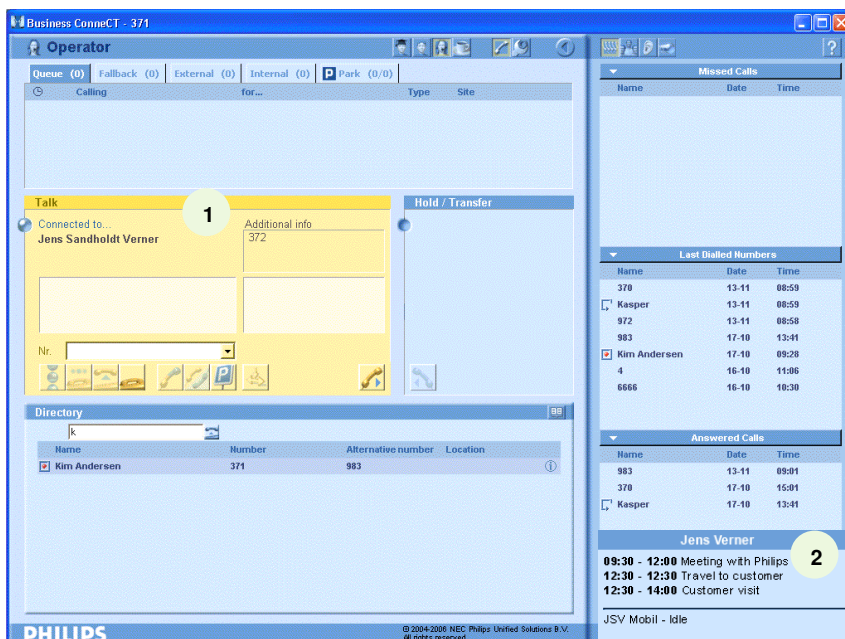 Business ConneCT - 371
Operator
?
Queue (0) Fallback (0) External (0) Internal (0) P Park (0/0)
Calling for... Type Site
Talk
1
Connected to...
Jens Sandholdt Verner
Additional info
372
Nr.
P
Hold / Transfer
Directory
k
Name Number Alternative number Location
Kim Andersen 371 983
PHILIPS
© 2004-2006 NEC Philips Unified Solutions B.V.
All rights reserved
Missed Calls
Name Date Time
Last Dialled Numbers
Name Date Time
370 13-11 08:59
Kasper 13-11 08:59
972 13-11 08:58
983 17-10 13:41
Kim Andersen 17-10 09:28
4 16-10 11:06
6666 16-10 10:30
Answered Calls
Name Date Time
983 13-11 09:01
370 17-10 15:01
Kasper 17-10 13:41
Jens Verner
2
09:30 - 12:00 Meeting with Philips
12:30 - 12:30 Travel to customer
12:30 - 14:00 Customer visit
JSV Mobil - Idle